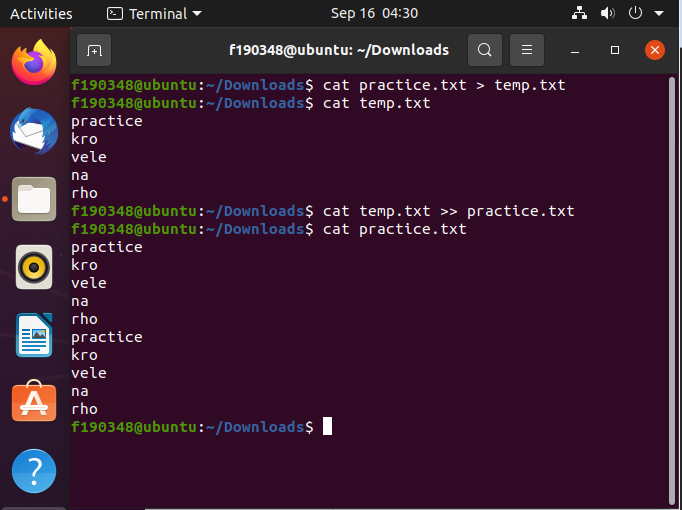 Activities
Terminal
Sep 16 04:30
f190348@ubuntu: ~/Downloads
f190348@ubuntu:~/Downloads$ cat practice.txt > temp.txt
f190348@ubuntu:~/Downloads$ cat temp.txt
practice
kro
vele
na
rho
f190348@ubuntu:~/Downloads$ cat temp.txt >> practice.txt
f190348@ubuntu:~/Downloads$ cat practice.txt
practice
kro
vele
na
rho
practice
kro
vele
na
rho
f190348@ubuntu:~/Downloads$